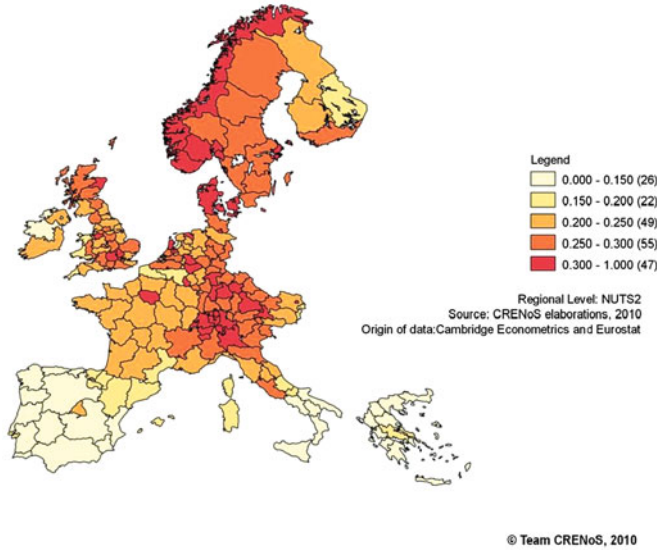 Legend
0.000 - 0.150 (26)
0.150 - 0.200 (22)
0.200 - 0.250 (49)
0.250 - 0.300 (55)
0.300 - 1.000 (47)
Regional Level: NUTS2
Source: CRENoS elaborations, 2010
Origin of data:Cambridge Econometrics and Eurostat
© Team CRENoS, 2010